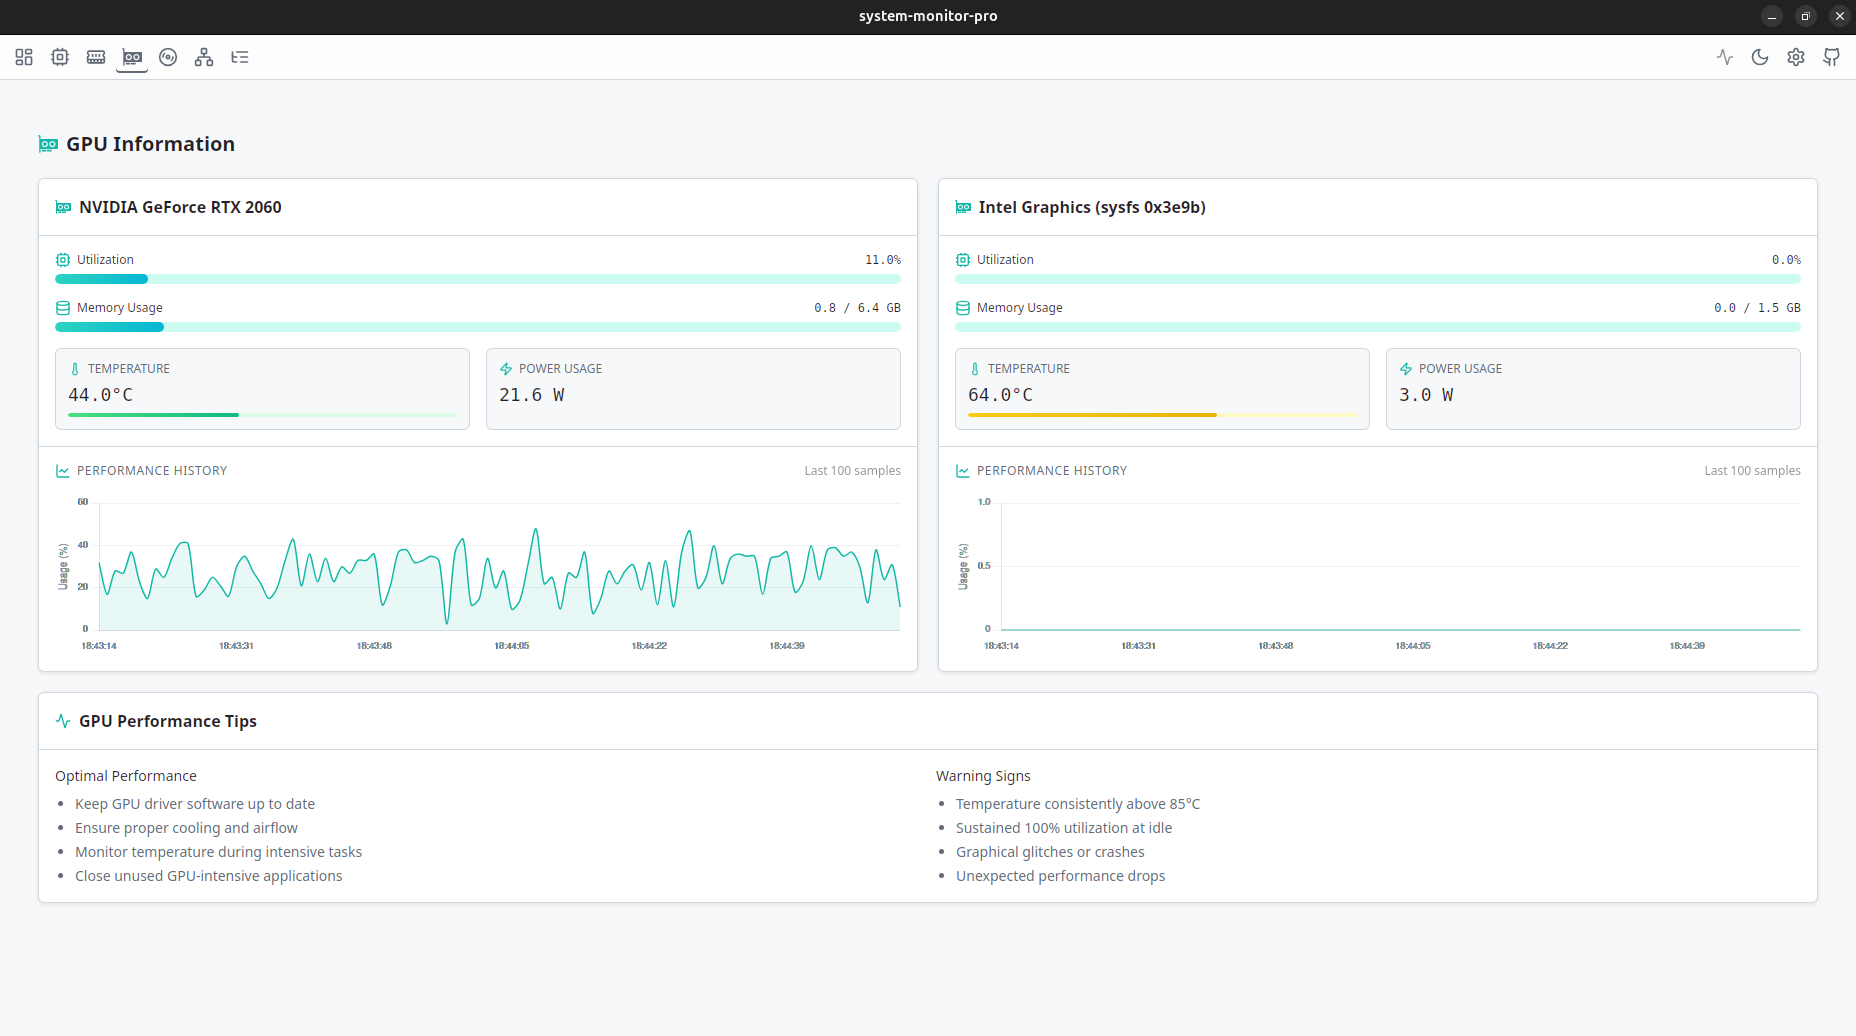 system-monitor-pro
GPU Information
NVIDIA GeForce RTX 2060
Utilization 11.0%
Memory Usage 0.8 / 6.4 GB
TEMPERATURE
44.0°C
POWER USAGE
21.6 W
PERFORMANCE HISTORY Last 100 samples
60
40
20
0
Usage (%)
18:43:14 18:43:31 18:43:48 18:44:05 18:44:22 18:44:39
Intel Graphics (sysfs 0x3e9b)
Utilization 0.0%
Memory Usage 0.0 / 1.5 GB
TEMPERATURE
64.0°C
POWER USAGE
3.0 W
PERFORMANCE HISTORY Last 100 samples
1.0
0.5
0
Usage (%)
18:43:14 18:43:31 18:43:48 18:44:05 18:44:22 18:44:39
GPU Performance Tips
Optimal Performance
Keep GPU driver software up to date
Ensure proper cooling and airflow
Monitor temperature during intensive tasks
Close unused GPU-intensive applications
Warning Signs
Temperature consistently above 85°C
Sustained 100% utilization at idle
Graphical glitches or crashes
Unexpected performance drops